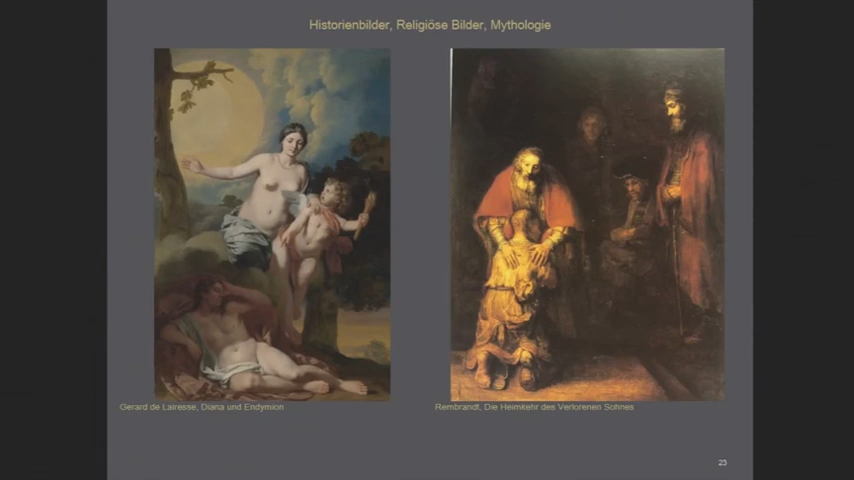 Historienbilder, Religiöse Bilder, Mythologie
Gerard de Lairesse, Diana und Endymion
Rembrandt, Die Heimkehr des Verlorenen Sohnes
23